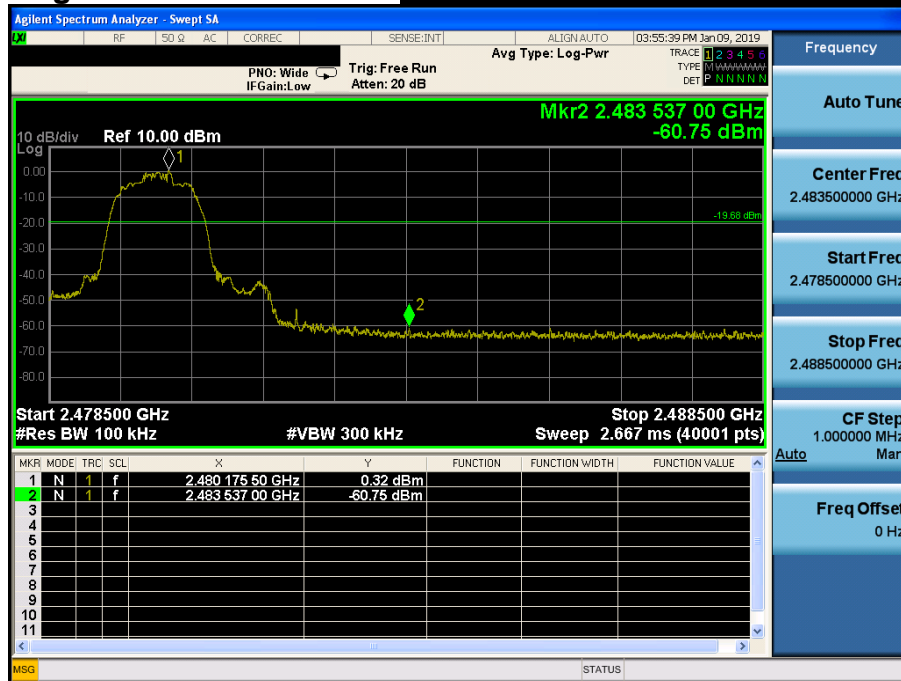 Agilent Spectrum Analyzer - Swept SA
LXI RF 50 Ω AC CORREC SENSE:INT ALIGN AUTO 03:55:39 PM Jan 09, 2019
Avg Type: Log-Pwr TRACE 1 2 3 4 5 6
PNO: Wide Trig: Free Run TYPE M WWWWW
IFGain:Low Atten: 20 dB DET P N N N N N
Mkr2 2.483 537 00 GHz
-60.75 dBm
10 dB/div Ref 10.00 dBm
Log
1
0.00
-10.0
-20.0
-19.68 dBm
-30.0
-40.0
-50.0
2
-60.0
-70.0
-80.0
Start 2.478500 GHz Stop 2.488500 GHz
#Res BW 100 kHz #VBW 300 kHz Sweep 2.667 ms (40001 pts)
MKR MODE TRC SCL X Y FUNCTION FUNCTION WIDTH FUNCTION VALUE
1 N 1 f 2.480 175 50 GHz 0.32 dBm
2 N 1 f 2.483 537 00 GHz -60.75 dBm
3
4
5
6
7
8
9
10
11
MSG STATUS
Frequency
Auto Tune
Center Freq
2.483500000 GHz
Start Freq
2.478500000 GHz
Stop Freq
2.488500000 GHz
CF Step
1.000000 MHz
Auto Man
Freq Offset
0 Hz